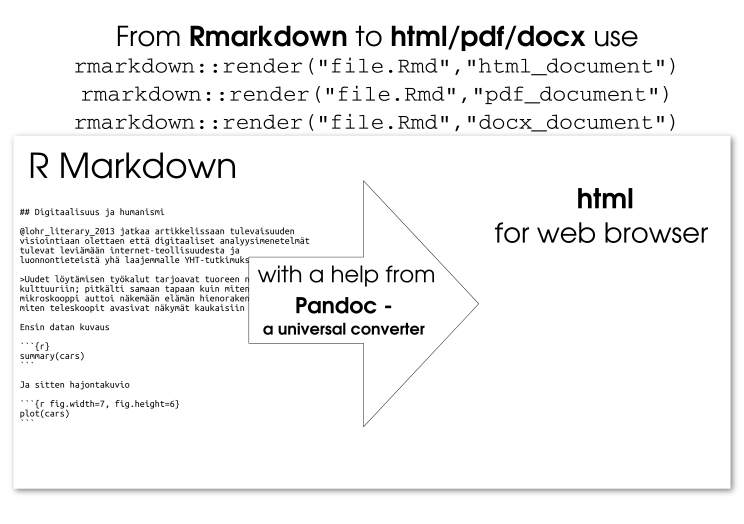 From Rmarkdown to html/pdf/docx use
rmarkdown::render("file.Rmd","html_document")
rmarkdown::render("file.Rmd","pdf_document")
rmarkdown::render("file.Rmd","docx_document")
R Markdown
## Digitaalisuus ja humanismi
@lohr_literary_2013 jatkaa artikkelissaan tulevaisuuden
visiointiaan olettaen että digitaaliset analyysimenetelmät
tulevat leviämään internet-teollisuudesta ja
luonnontieteistä yhä laajemmalle YHT-tutkimuks
>Uudet löytämisen työkalut tarjoavat tuoreen n
kulttuuriin; pitkälti samaan tapaan kuin miten
mikroskooppi auttoi näkemään elämän hienoraken
miten teleskoopit avasivat näkymät kaukaisiin
Ensin datan kuvaus
```{r}
summary(cars)
```
Ja sitten hajontakuvio
```{r fig.width=7, fig.height=6}
plot(cars)
```
with a help from
Pandoc -
a universal converter
html
for web browser